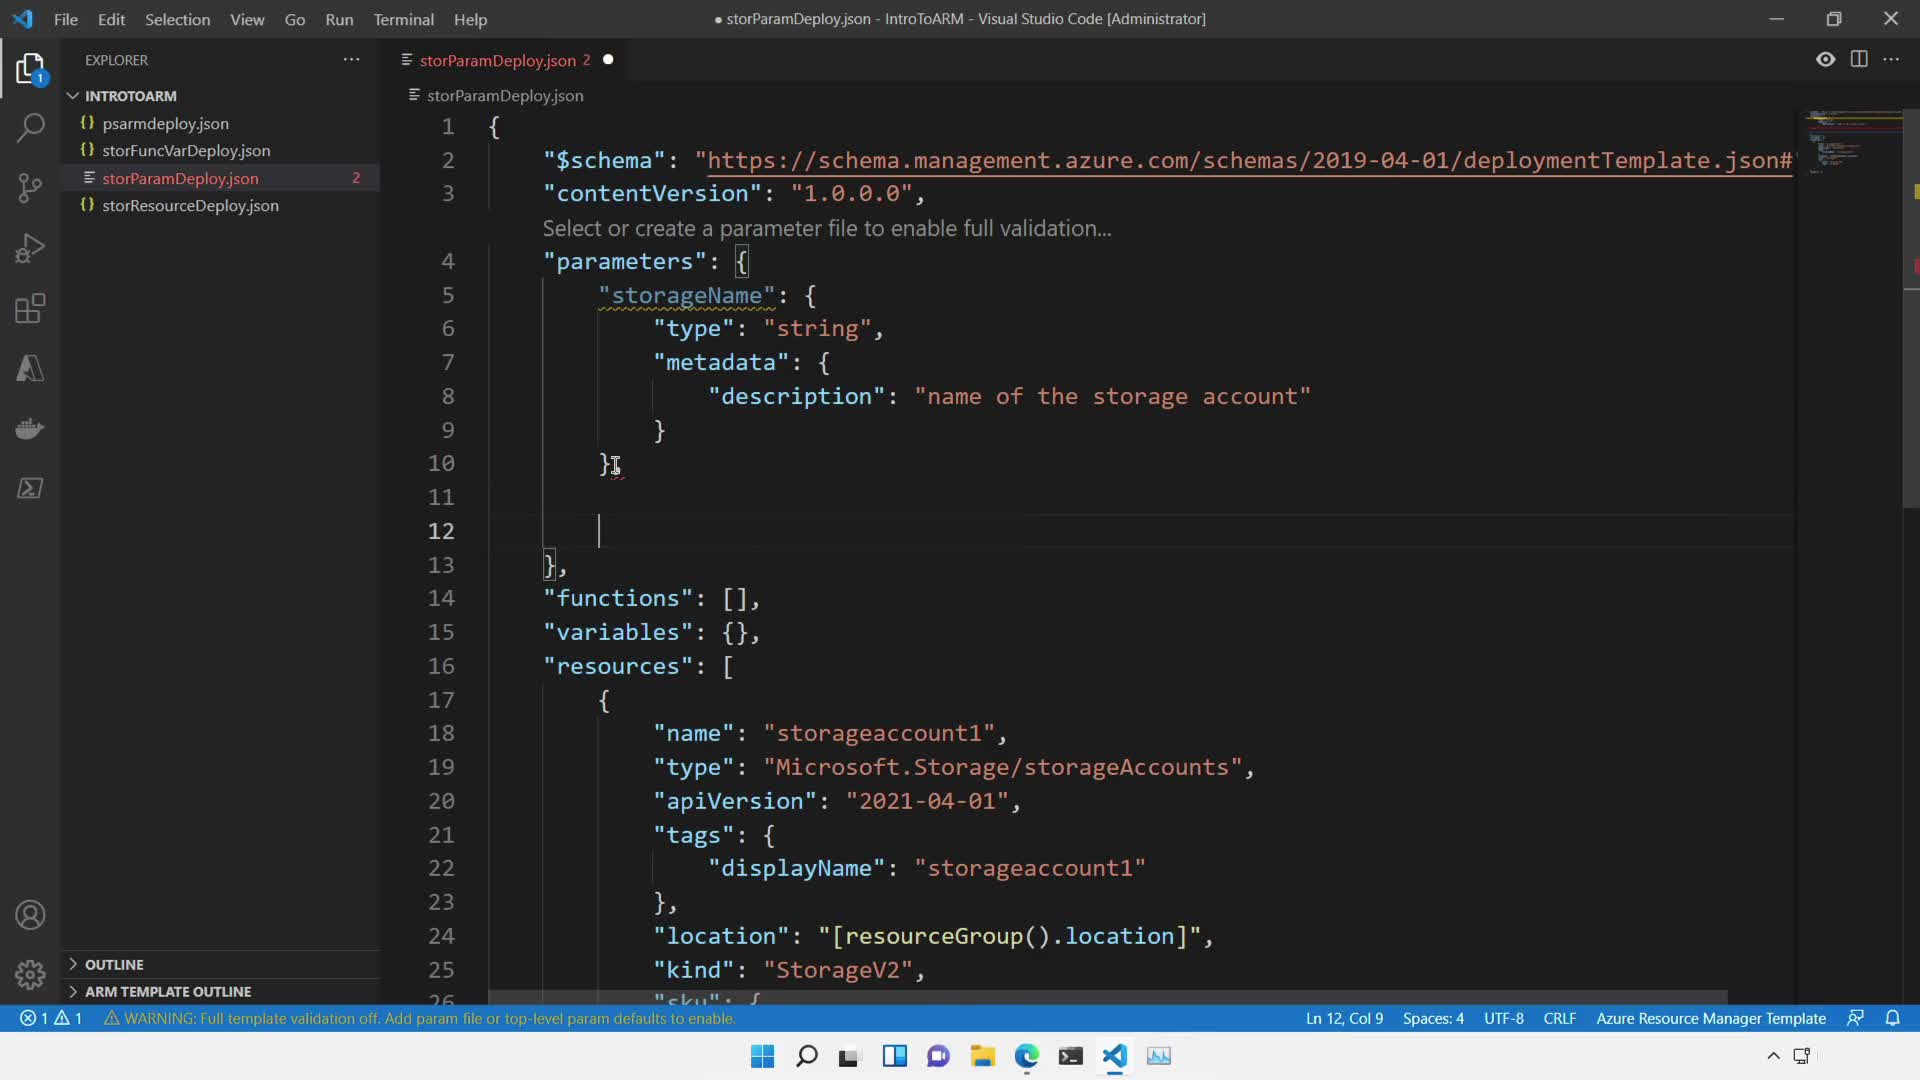 File Edit Selection View Go Run Terminal Help
● storParamDeploy.json - IntroToARM - Visual Studio Code [Administrator]
1
EXPLORER
INTROTOARM
psarmdeploy.json
storFuncVarDeploy.json
storParamDeploy.json 2
storResourceDeploy.json
OUTLINE
ARM TEMPLATE OUTLINE
storParamDeploy.json 2
storParamDeploy.json
1 {
2 "$schema": "https://schema.management.azure.com/schemas/2019-04-01/deploymentTemplate.json#
3 "contentVersion": "1.0.0.0",
Select or create a parameter file to enable full validation...
4 "parameters": {
5 "storageName": {
6 "type": "string",
7 "metadata": {
8 "description": "name of the storage account"
9 }
10 }
11
12
13 },
14 "functions": [],
15 "variables": {},
16 "resources": [
17 {
18 "name": "storageaccount1",
19 "type": "Microsoft.Storage/storageAccounts",
20 "apiVersion": "2021-04-01",
21 "tags": {
22 "displayName": "storageaccount1"
23 },
24 "location": "[resourceGroup().location]",
25 "kind": "StorageV2",
26 "sku": {
1 1 WARNING: Full template validation off. Add param file or top-level param defaults to enable. Ln 12, Col 9 Spaces: 4 UTF-8 CRLF Azure Resource Manager Template